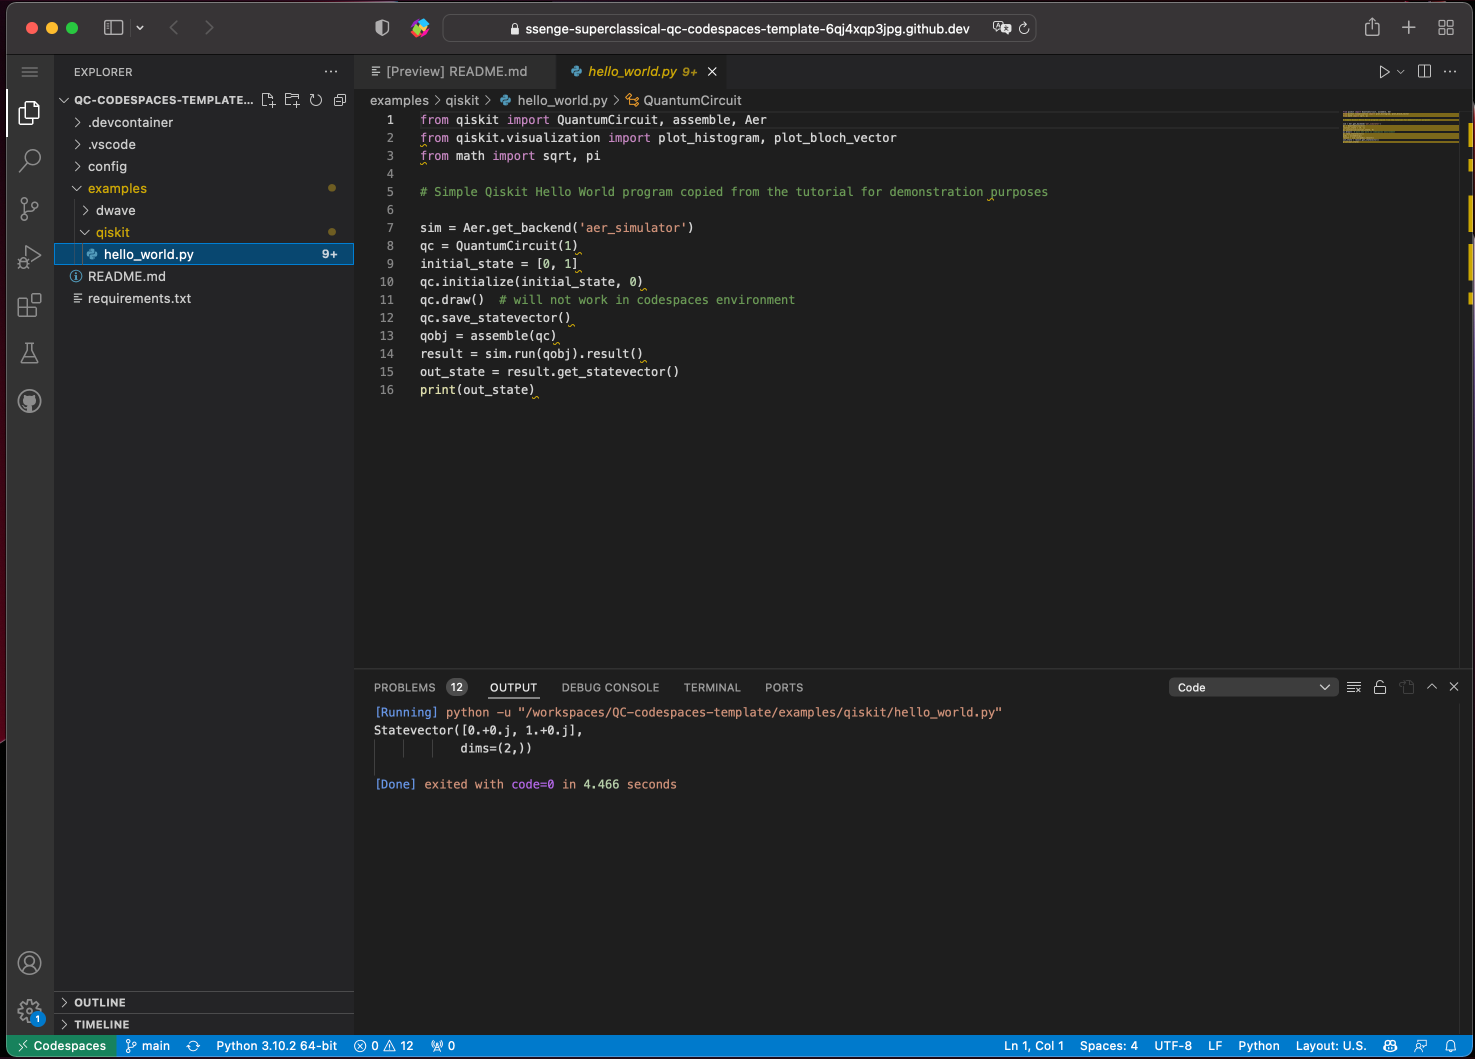 ssenge-superclassical-qc-codespaces-template-6qj4xqp3jpg.github.dev
EXPLORER
QC-CODESPACES-TEMPLATE...
.devcontainer
.vscode
config
examples
dwave
qiskit
hello_world.py 9+
README.md
requirements.txt
OUTLINE
TIMELINE
[Preview] README.md
hello_world.py 9+
examples > qiskit > hello_world.py > QuantumCircuit
1 from qiskit import QuantumCircuit, assemble, Aer
2 from qiskit.visualization import plot_histogram, plot_bloch_vector
3 from math import sqrt, pi
4
5 # Simple Qiskit Hello World program copied from the tutorial for demonstration purposes
6
7 sim = Aer.get_backend('aer_simulator')
8 qc = QuantumCircuit(1)
9 initial_state = [0, 1]
10 qc.initialize(initial_state, 0)
11 qc.draw()  # will not work in codespaces environment
12 qc.save_statevector()
13 qobj = assemble(qc)
14 result = sim.run(qobj).result()
15 out_state = result.get_statevector()
16 print(out_state)
PROBLEMS 12 OUTPUT DEBUG CONSOLE TERMINAL PORTS Code
[Running] python -u "/workspaces/QC-codespaces-template/examples/qiskit/hello_world.py"
Statevector([0.+0.j, 1.+0.j],
dims=(2,))
[Done] exited with code=0 in 4.466 seconds
1
Codespaces main Python 3.10.2 64-bit 0 12 0 Ln 1, Col 1 Spaces: 4 UTF-8 LF Python Layout: U.S.